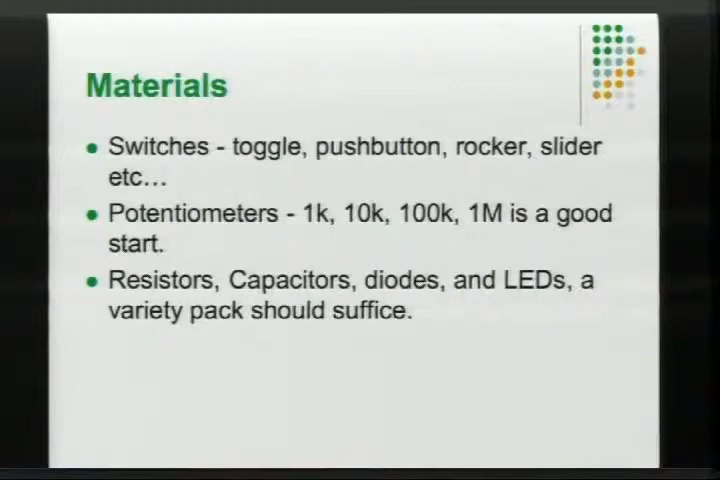 Materials
Switches - toggle, pushbutton, rocker, slider
etc...
Potentiometers - 1k, 10k, 100k, 1M is a good
start.
Resistors, Capacitors, diodes, and LEDs, a
variety pack should suffice.